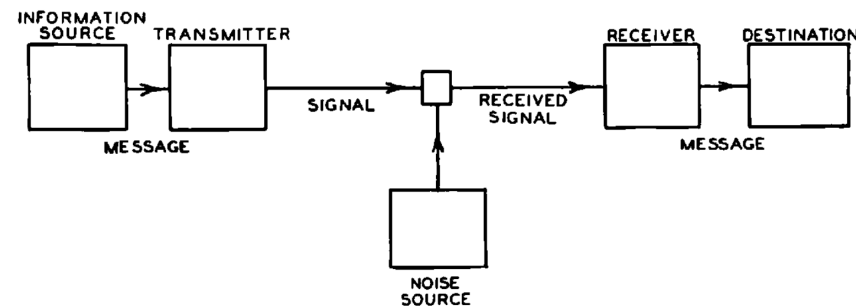 INFORMATION
SOURCE
TRANSMITTER
RECEIVER
DESTINATION
SIGNAL
RECEIVED
SIGNAL
MESSAGE
MESSAGE
NOISE
SOURCE